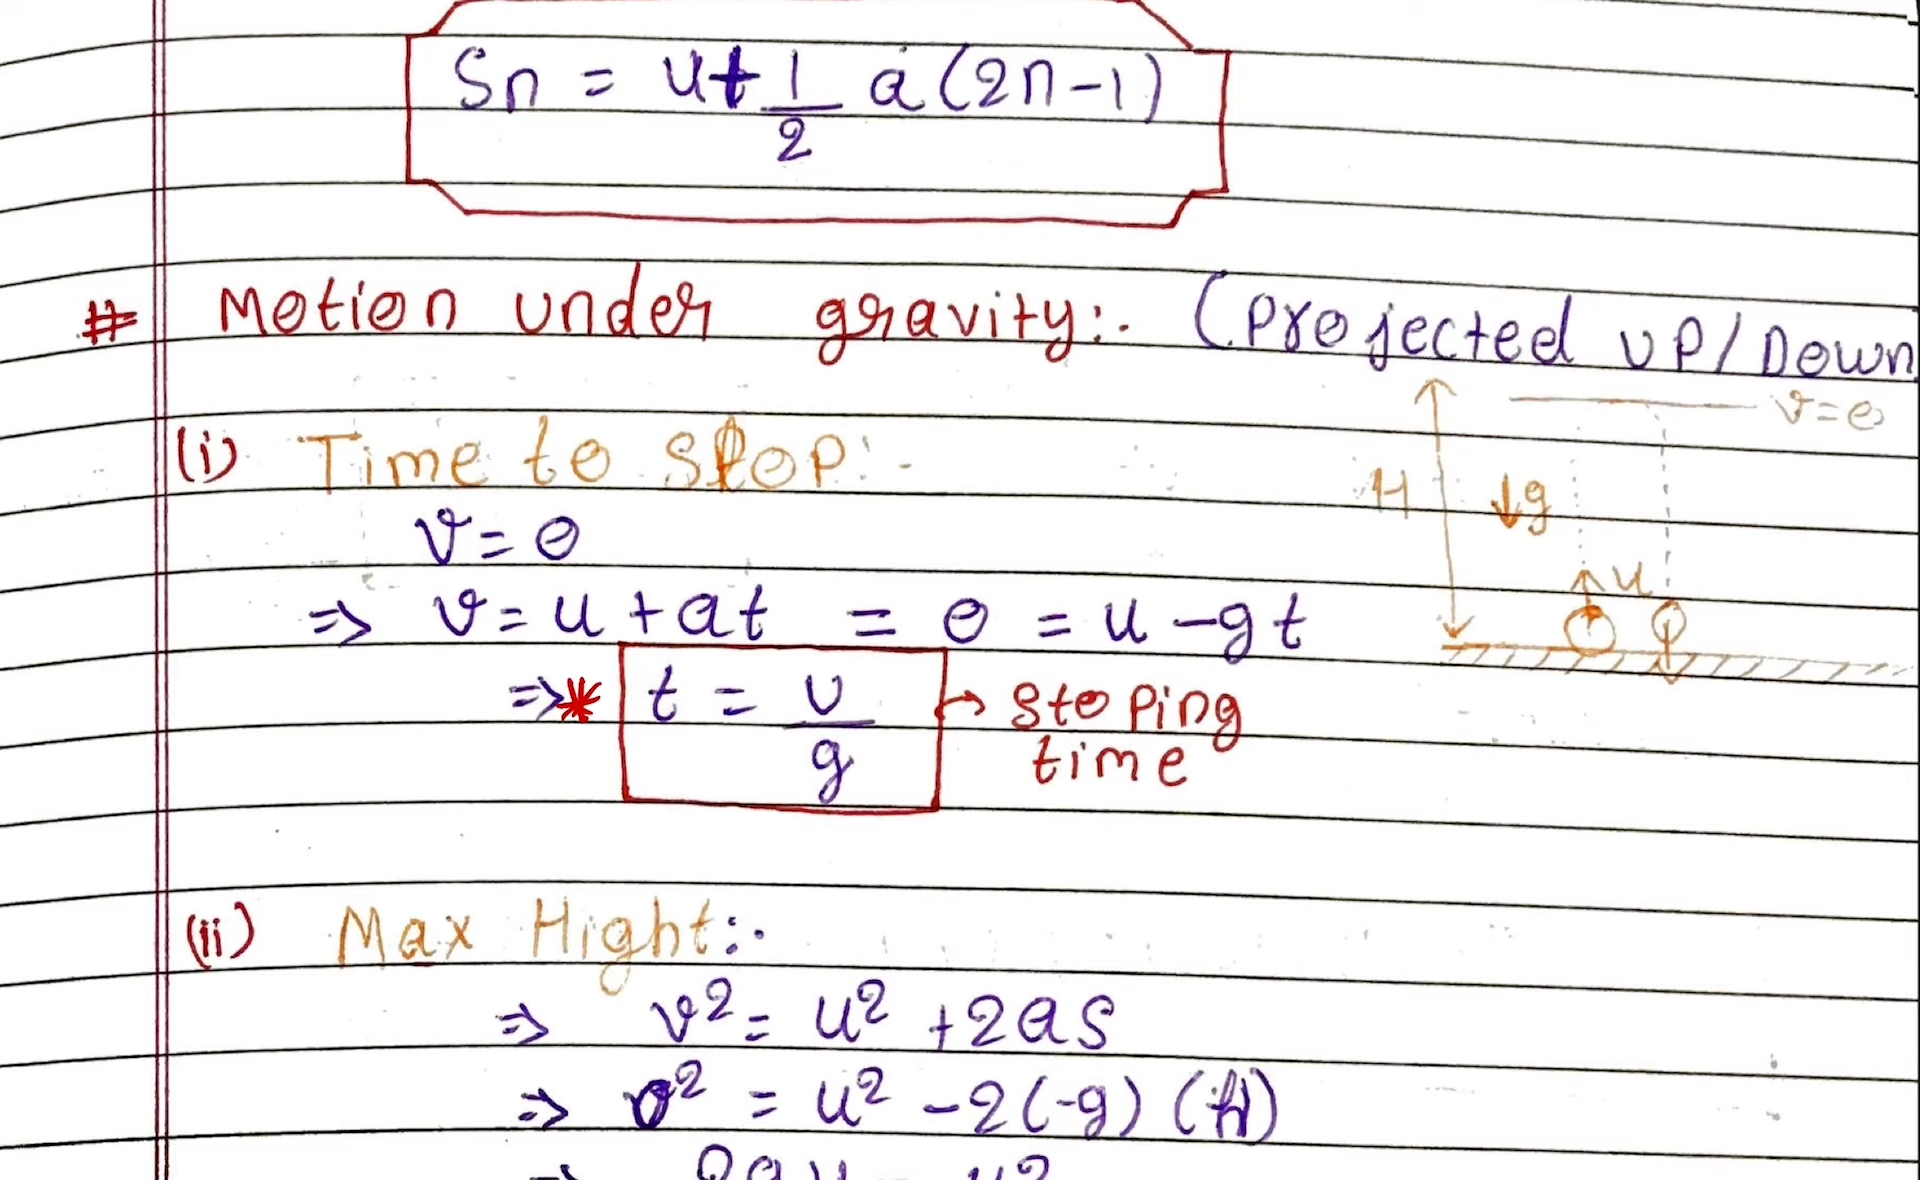 Sn = u+ 1/2 a (2n-1)
# Motion under gravity:- (Projected UP/Down
v=0
(i) Time to Stop:-
H ↓g
v=0
u
⇒ v=u+at = 0 = u-gt
⇒* t = u/g → stoping
time
(ii) Max Hight:-
⇒ v² = u² +2as
⇒ 0² = u² -2(-g) (H)